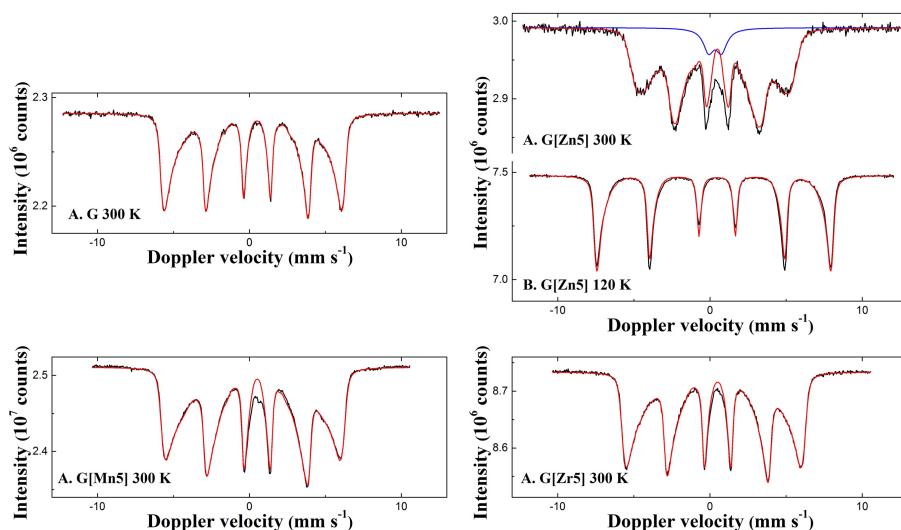 2.3
2.2
Intensity (10⁶ counts)
A. G 300 K
-10 0 10
Doppler velocity (mm s⁻¹)
3.0
2.9
A. G[Zn5] 300 K
7.5
7.0
Intensity (10⁶ counts)
B. G[Zn5] 120 K
-10 0 10
Doppler velocity (mm s⁻¹)
2.5
2.4
Intensity (10⁷ counts)
A. G[Mn5] 300 K
-10 0 10
Doppler velocity (mm s⁻¹)
8.7
8.6
Intensity (10⁶ counts)
A. G[Zr5] 300 K
-10 0 10
Doppler velocity (mm s⁻¹)